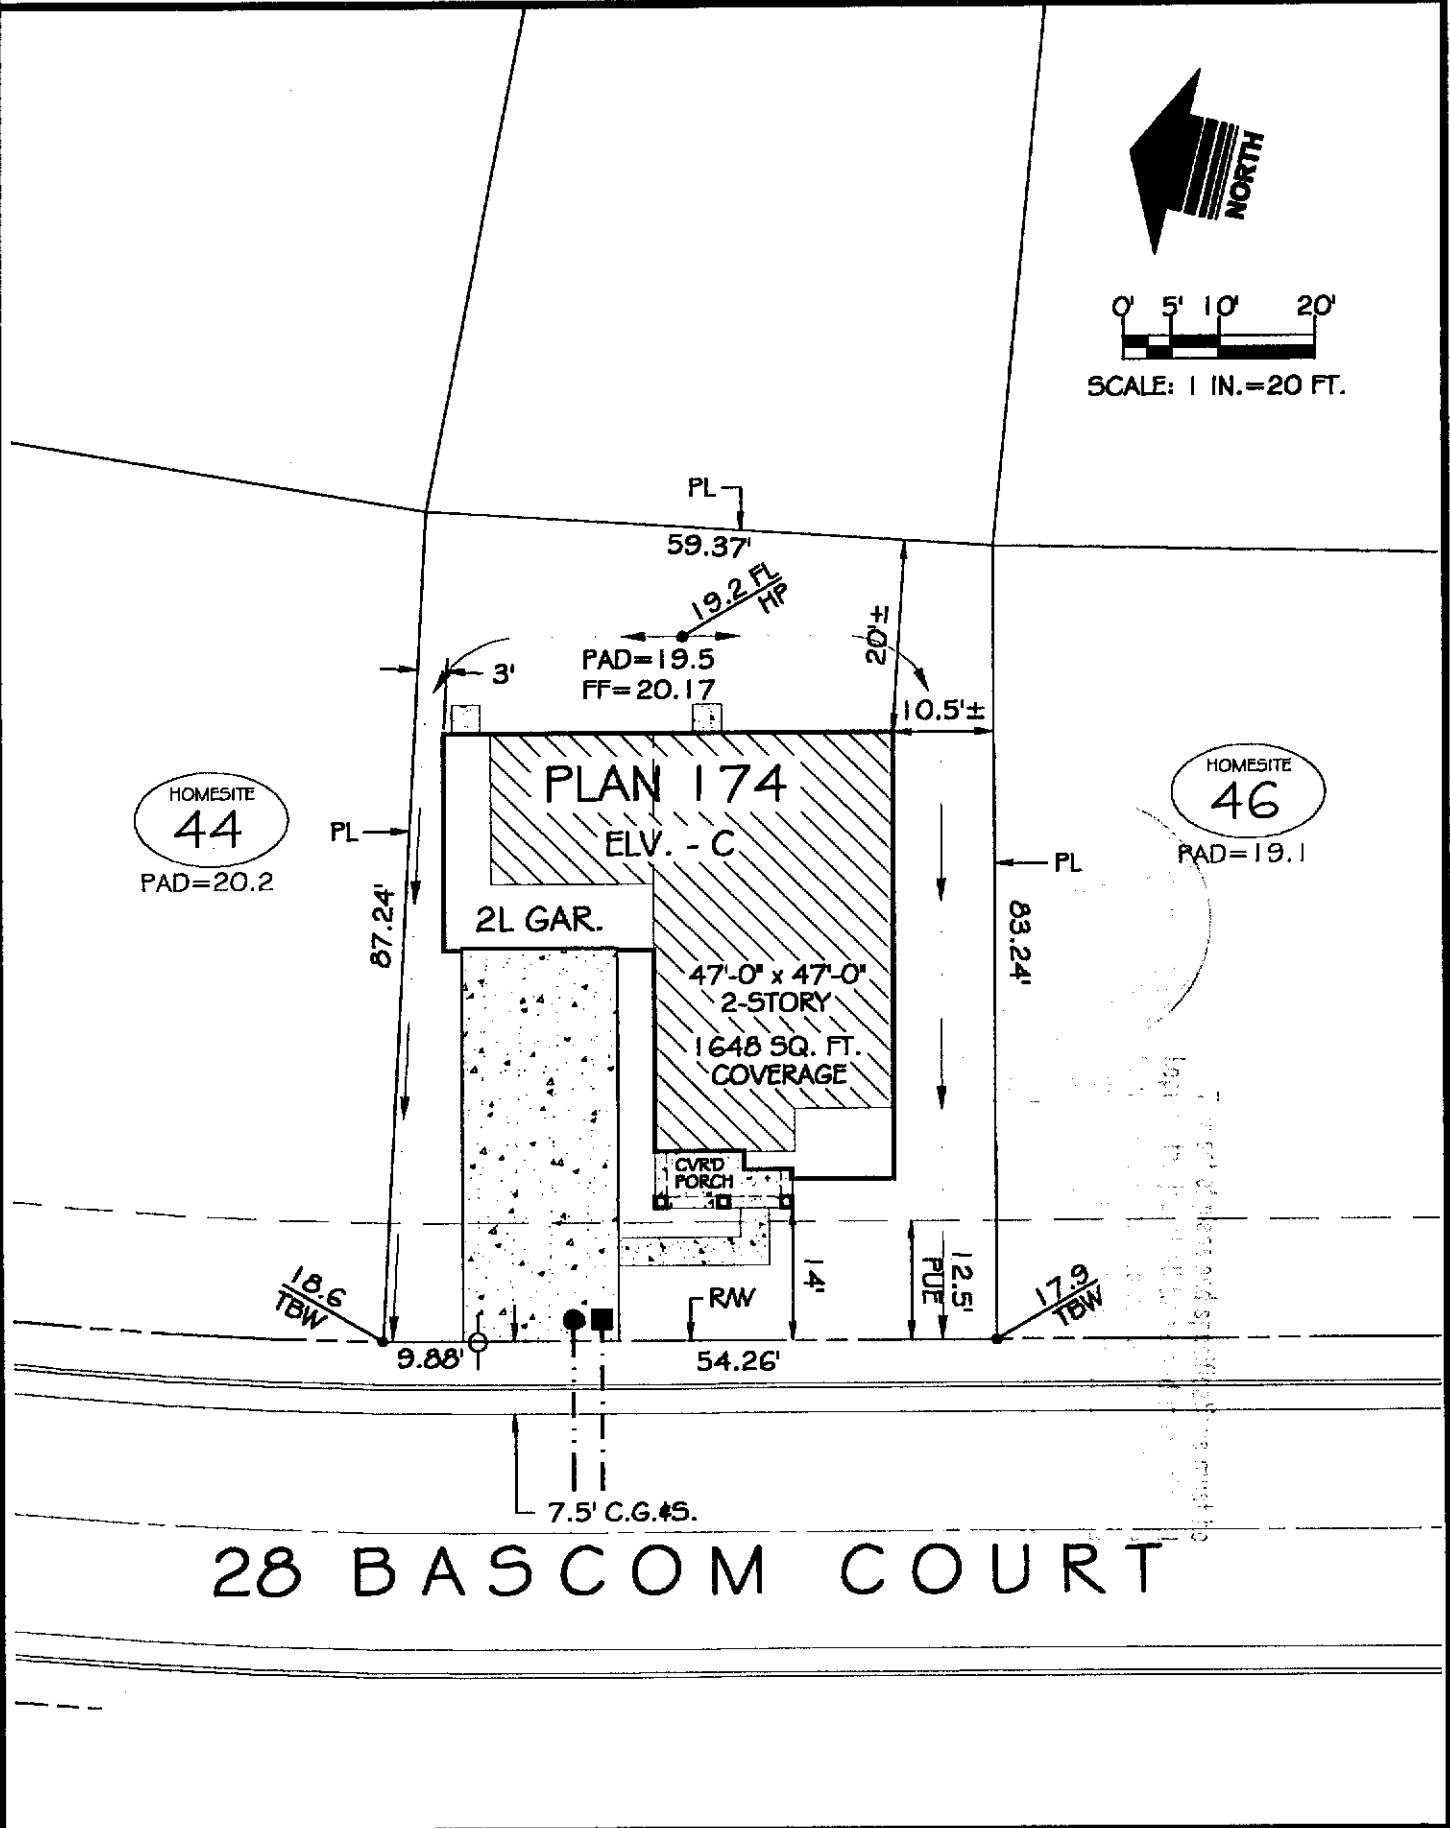 NORTH
0' 5' 10' 20'
SCALE: 1 IN.=20 FT.
PL
59.37'
19.2 FL
HP
20'±
3'
PAD=19.5
FF=20.17
10.5'±
PLAN 174
ELV. - C
HOMESITE
44
PAD=20.2
PL
HOMESITE
46
PAD=19.1
PL
87.24'
83.24'
2L GAR.
47'-0" x 47'-0"
2-STORY
1648 SQ. FT.
COVERAGE
CVR'D
PORCH
18.6
TBW
R/W
14'
12.5'
PUE
17.9
TBW
9.88'
54.26'
7.5' C.G.&S.
28 BASCOM COURT